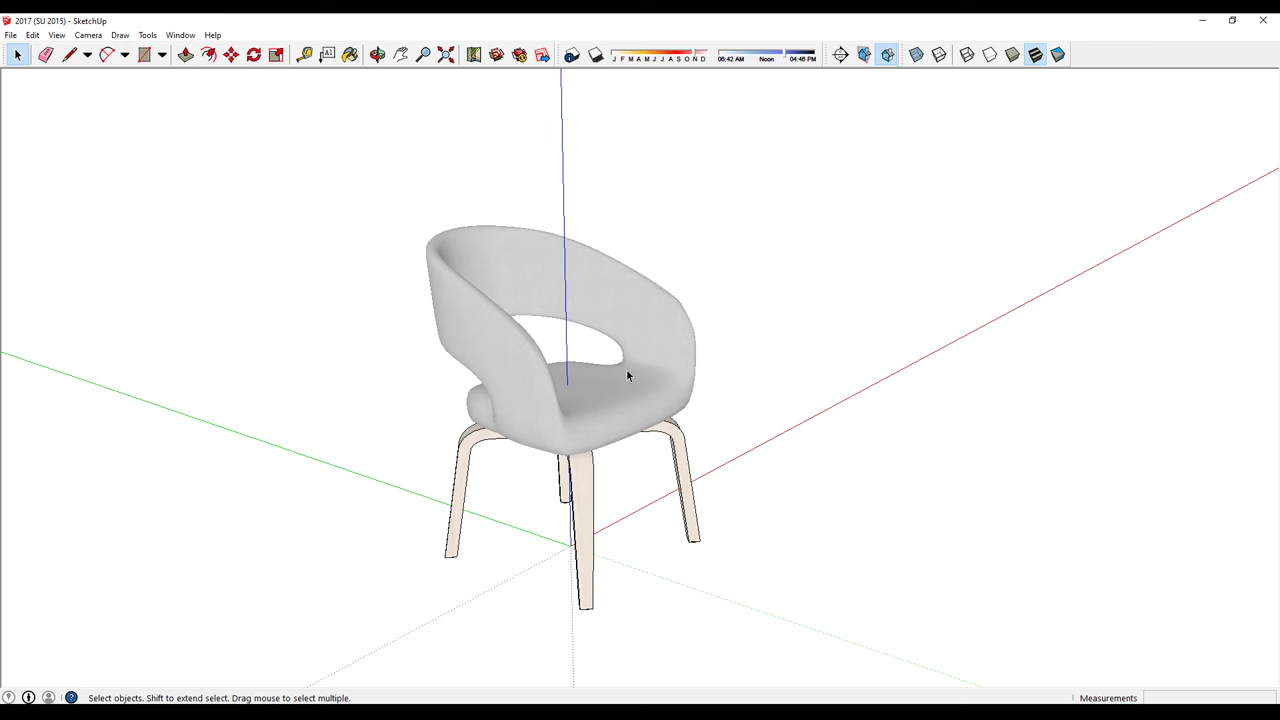 2017 (SU 2015) - SketchUp
File Edit View Camera Draw Tools Window Help
A1
J F M A M J J A S O N D 06:42 AM Noon 04:46 PM
Select objects. Shift to extend select. Drag mouse to select multiple.
Measurements